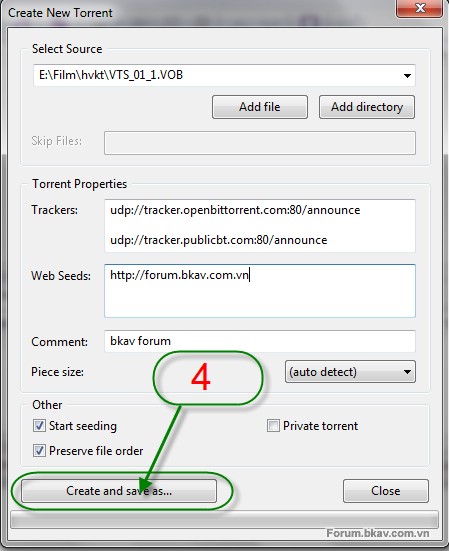 Create New Torrent
Select Source
E:\Film\hvkt\VTS_01_1.VOB
Add file
Add directory
Skip Files:
Torrent Properties
Trackers:
udp://tracker.openbittorrent.com:80/announce
udp://tracker.publicbt.com:80/announce
Web Seeds:
http://forum.bkav.com.vn
Comment:
bkav forum
Piece size:
4
(auto detect)
Other
Start seeding
Private torrent
Preserve file order
Create and save as...
Close
Forum.bkav.com.vn